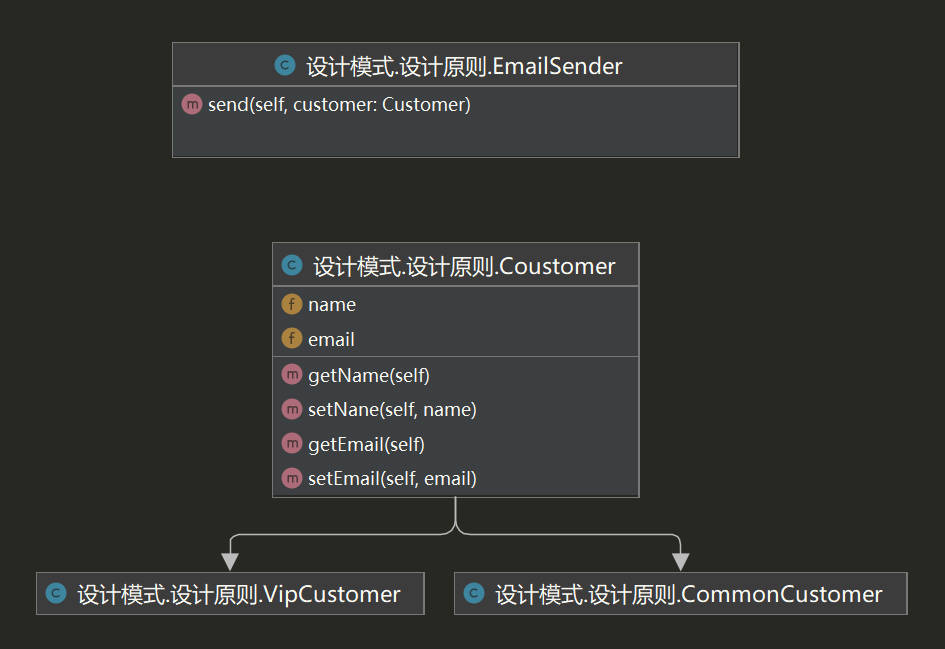 设计模式.设计原则.EmailSender
send(self, customer: Customer)
设计模式.设计原则.Coustomer
name
email
getName(self)
setNane(self, name)
getEmail(self)
setEmail(self, email)
设计模式.设计原则.VipCustomer
设计模式.设计原则.CommonCustomer